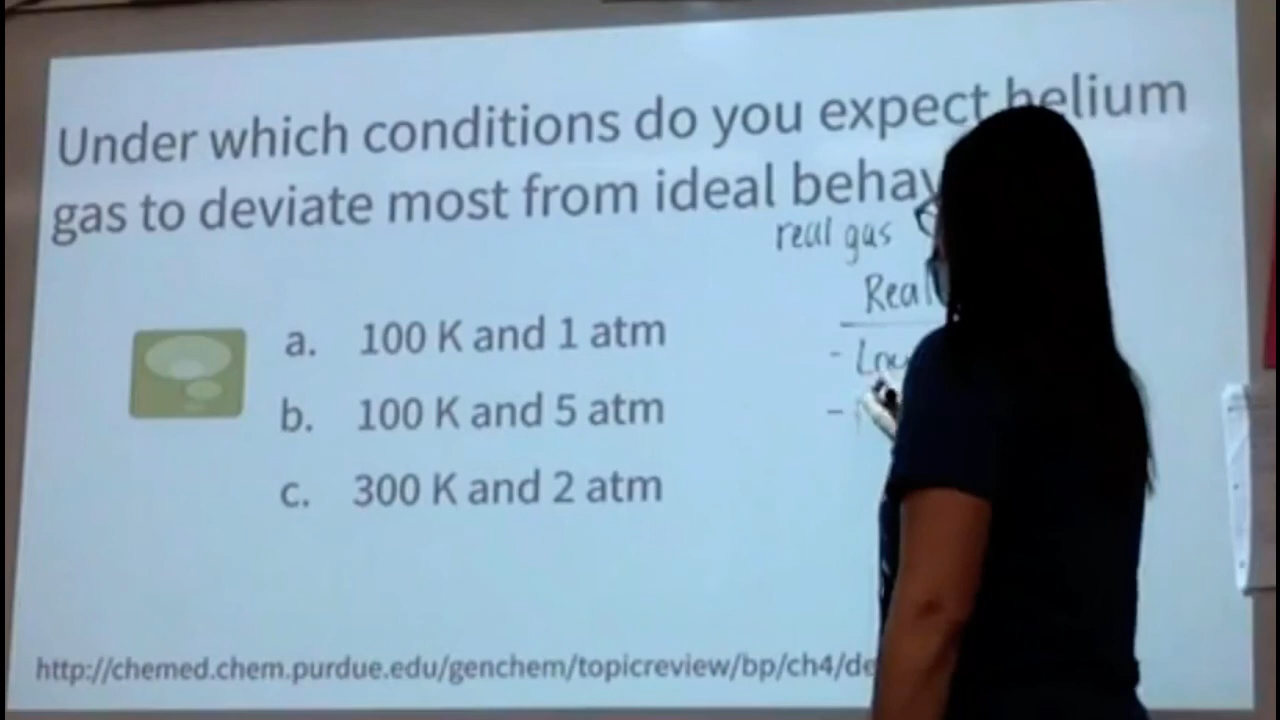 Under which conditions do you expect helium
gas to deviate most from ideal
real gas
Real
a. 100 K and 1 atm
b. 100 K and 5 atm
c. 300 K and 2 atm
http://chemed.chem.purdue.edu/genchem/topicreview/bp/ch4/de